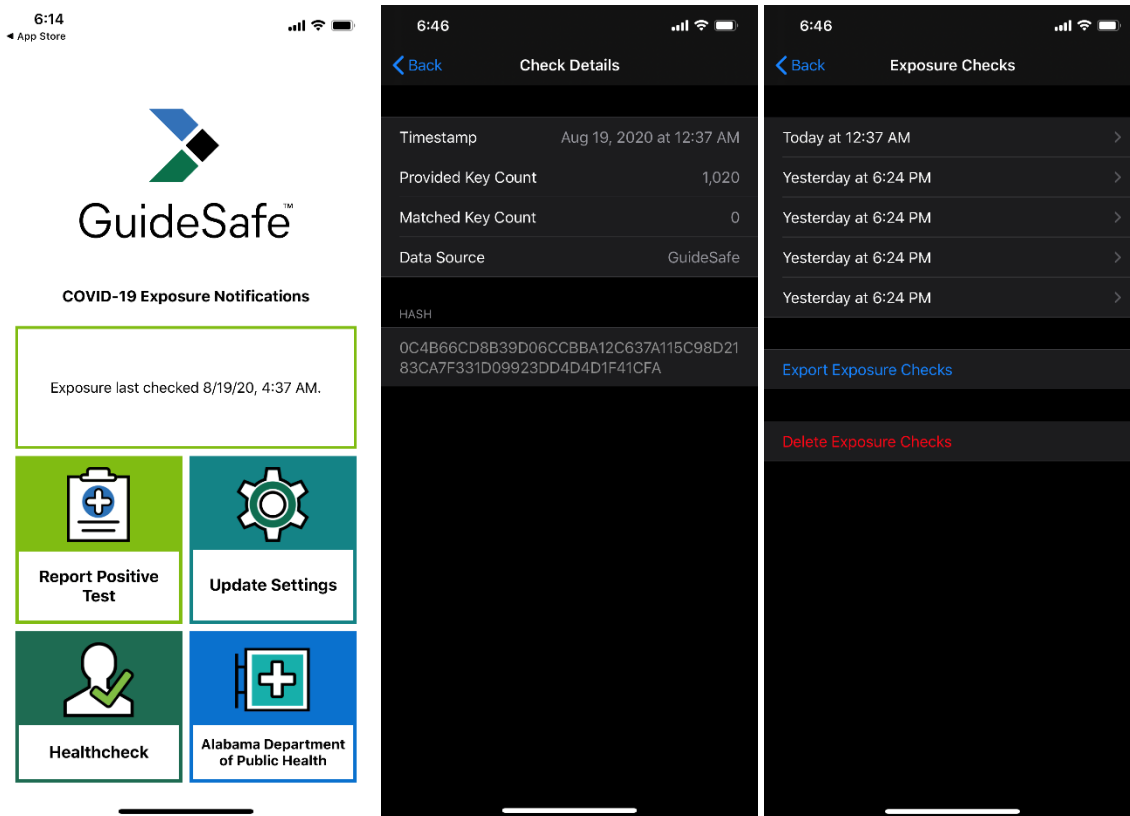 6:14
◀ App Store
GuideSafe™
COVID-19 Exposure Notifications
Exposure last checked 8/19/20, 4:37 AM.
Report Positive
Test
Update Settings
Healthcheck
Alabama Department
of Public Health
6:46
Back
Check Details
Timestamp Aug 19, 2020 at 12:37 AM
Provided Key Count 1,020
Matched Key Count 0
Data Source GuideSafe
HASH
0C4B66CD8B39D06CCBBA12C637A115C98D21
83CA7F331D09923DD4D4D1F41CFA
6:46
Back
Exposure Checks
Today at 12:37 AM
Yesterday at 6:24 PM
Yesterday at 6:24 PM
Yesterday at 6:24 PM
Yesterday at 6:24 PM
Export Exposure Checks
Delete Exposure Checks